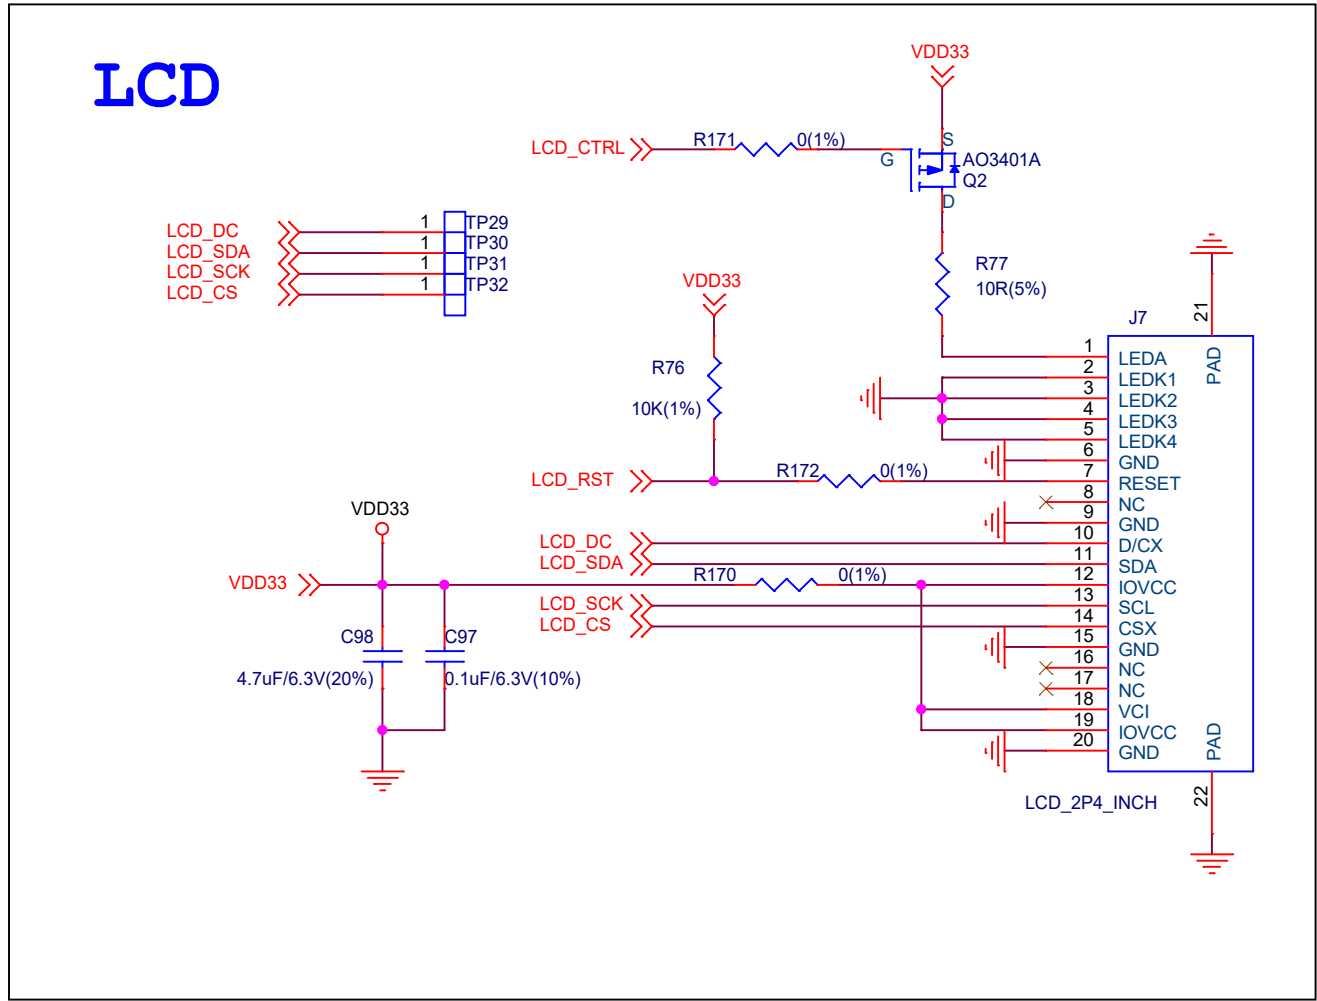 LCD
VDD33
LCD_CTRL
R171
0(1%)
S
G
AO3401A
Q2
D
LCD_DC
1
TP29
LCD_SDA
1
TP30
LCD_SCK
1
TP31
LCD_CS
1
TP32
R77
10R(5%)
VDD33
R76
10K(1%)
J7
21
PAD
1
LEDA
2
LEDK1
3
LEDK2
4
LEDK3
5
LEDK4
6
GND
LCD_RST
R172
0(1%)
7
RESET
8
NC
9
GND
VDD33
LCD_DC
10
D/CX
LCD_SDA
11
SDA
VDD33
R170
0(1%)
12
IOVCC
LCD_SCK
13
SCL
LCD_CS
14
CSX
C98
4.7uF/6.3V(20%)
C97
0.1uF/6.3V(10%)
15
GND
16
NC
17
NC
18
VCI
19
IOVCC
20
GND
PAD
22
LCD_2P4_INCH